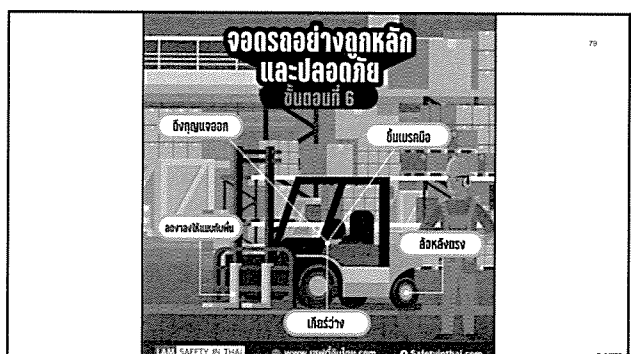 จอดรถอย่างถูกหลัก
และปลอดภัย
ขั้นตอนที่ 6
79
ดึงกุญแจออก
ขึ้นเบรคมือ
ลดงาลงให้แนบกับพื้น
ล้อหลังตรง
เกียร์ว่าง
SAFETY IN THAI